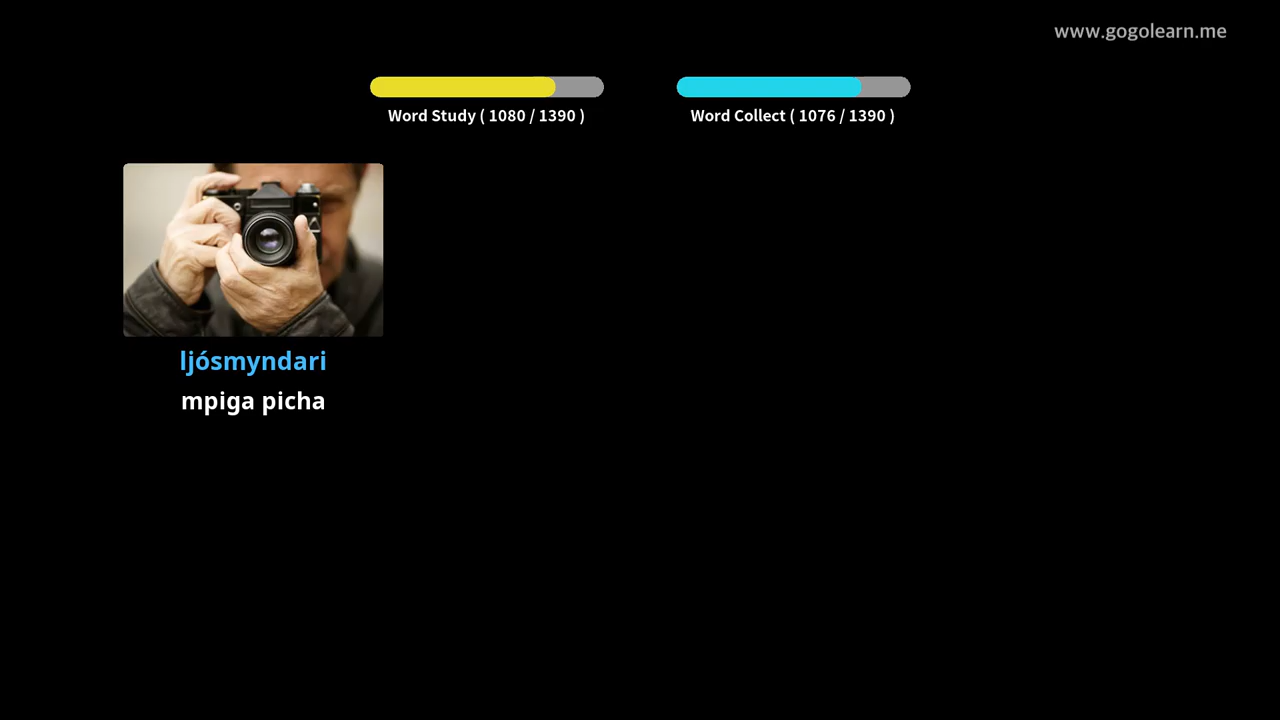 www.gogolearn.me
Word Study ( 1080 / 1390 )
Word Collect ( 1076 / 1390 )
ljósmyndari
mpiga picha